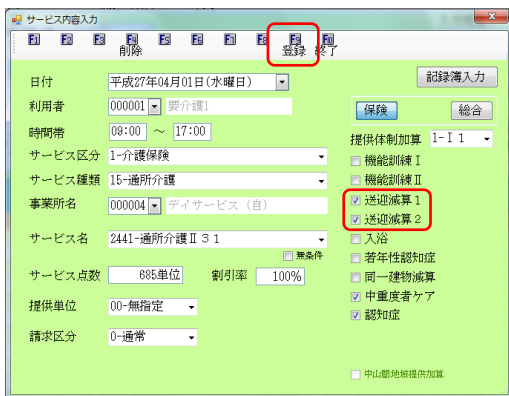 サービス内容入力
F1 F2 F3 F4 F5 F6 F7 F8 F9 F10
削除 登録 終了
日付 平成27年04月01日(水曜日)
記録簿入力
利用者 000001 要介護1
保険 総合
時間帯 09:00 ～ 17:00
提供体制加算 1-Ⅰ1
サービス区分 1-介護保険
機能訓練Ⅰ
サービス種類 15-通所介護
機能訓練Ⅱ
事業所名 000004 デイサービス（自）
送迎減算1
送迎減算2
サービス名 2441-通所介護Ⅱ31
入浴
無条件
若年性認知症
サービス点数 685単位 割引率 100%
同一建物減算
中重度者ケア
提供単位 00-無指定
認知症
請求区分 0-通常
中山間地域提供加算